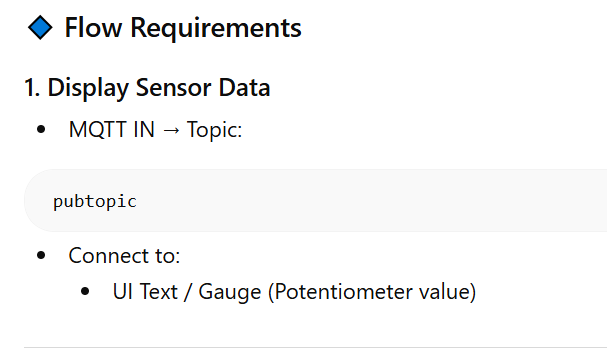 Flow Requirements
1. Display Sensor Data
• MQTT IN → Topic:
pubtopic
• Connect to:
• UI Text / Gauge (Potentiometer value)